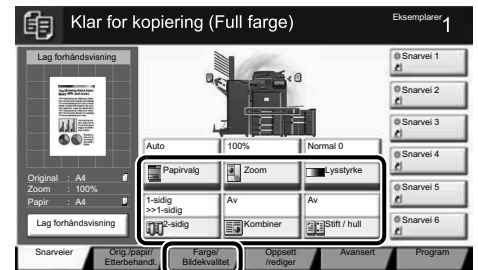 Klar for kopiering (Full farge)
Eksemplarer
1
Lag forhåndsvisning
Original : A4
Zoom : 100%
Papir : A4
Lag forhåndsvisning
Auto
100%
Normal 0
Papirvalg
Zoom
Lysstyrke
1-sidig
>>1-sidig
Av
Av
2-sidig
Kombiner
Stift / hull
Snarvei 1
Snarvei 2
Snarvei 3
Snarvei 4
Snarvei 5
Snarvei 6
Snarveier
Orig./papir/
Etterbehandl.
Farge/
Bildekvalitet
Oppsett
/rediger
Avansert
Program